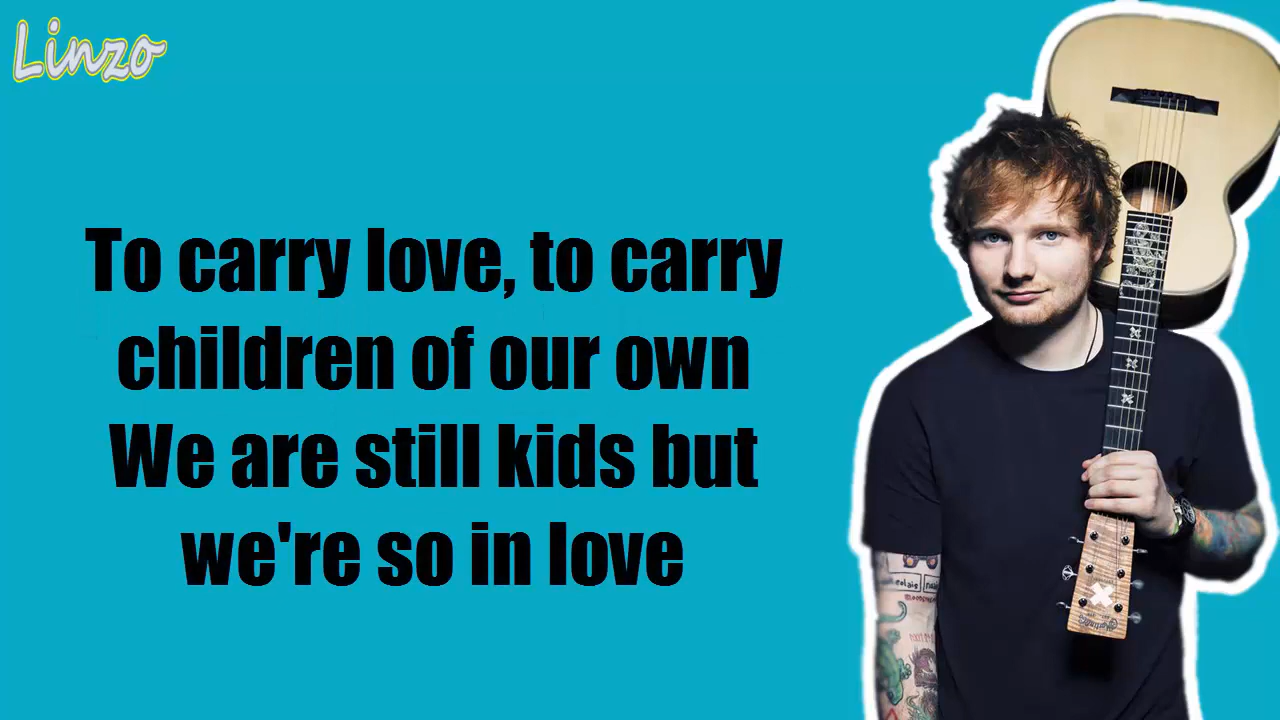 Linzo
To carry love, to carry
children of our own
We are still kids but
we're so in love